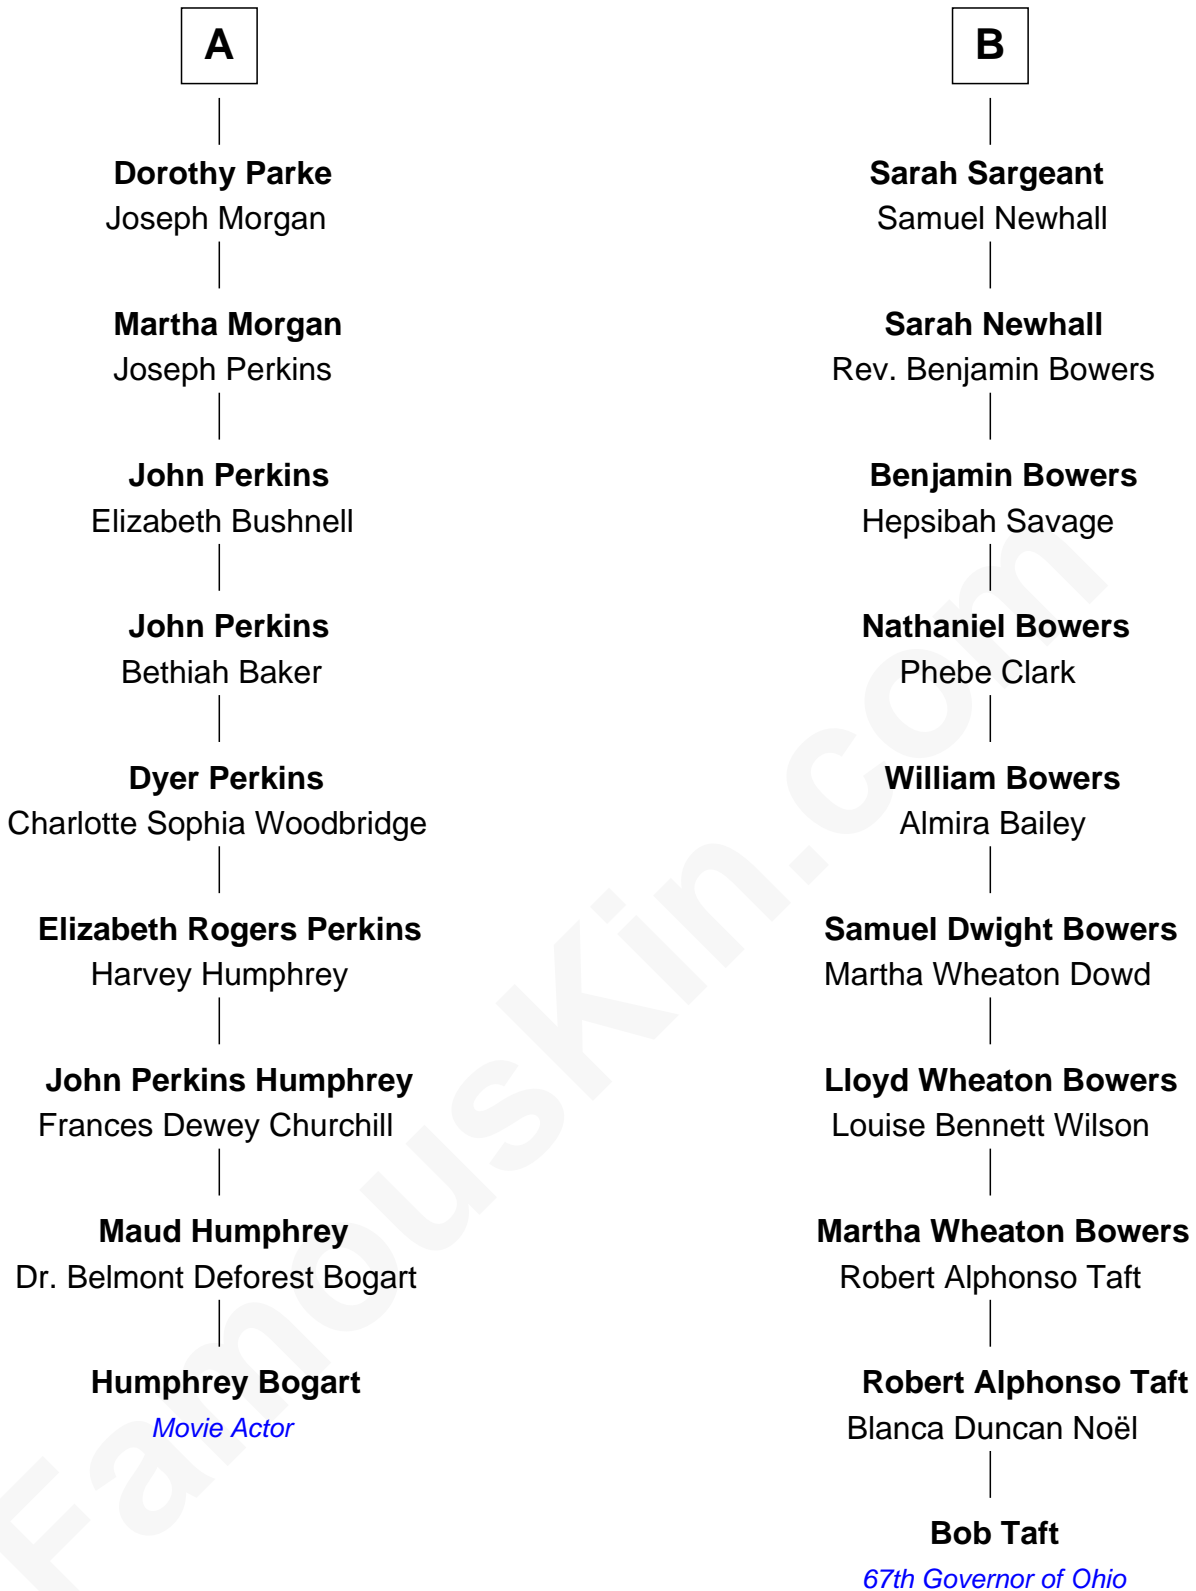 A
Dorothy Parke
Joseph Morgan
Martha Morgan
Joseph Perkins
John Perkins
Elizabeth Bushnell
John Perkins
Bethiah Baker
Dyer Perkins
Charlotte Sophia Woodbridge
Elizabeth Rogers Perkins
Harvey Humphrey
John Perkins Humphrey
Frances Dewey Churchill
Maud Humphrey
Dr. Belmont Deforest Bogart
Humphrey Bogart
Movie Actor
B
Sarah Sargeant
Samuel Newhall
Sarah Newhall
Rev. Benjamin Bowers
Benjamin Bowers
Hepsibah Savage
Nathaniel Bowers
Phebe Clark
William Bowers
Almira Bailey
Samuel Dwight Bowers
Martha Wheaton Dowd
Lloyd Wheaton Bowers
Louise Bennett Wilson
Martha Wheaton Bowers
Robert Alphonso Taft
Robert Alphonso Taft
Blanca Duncan Noël
Bob Taft
67th Governor of Ohio
FamousKin.com